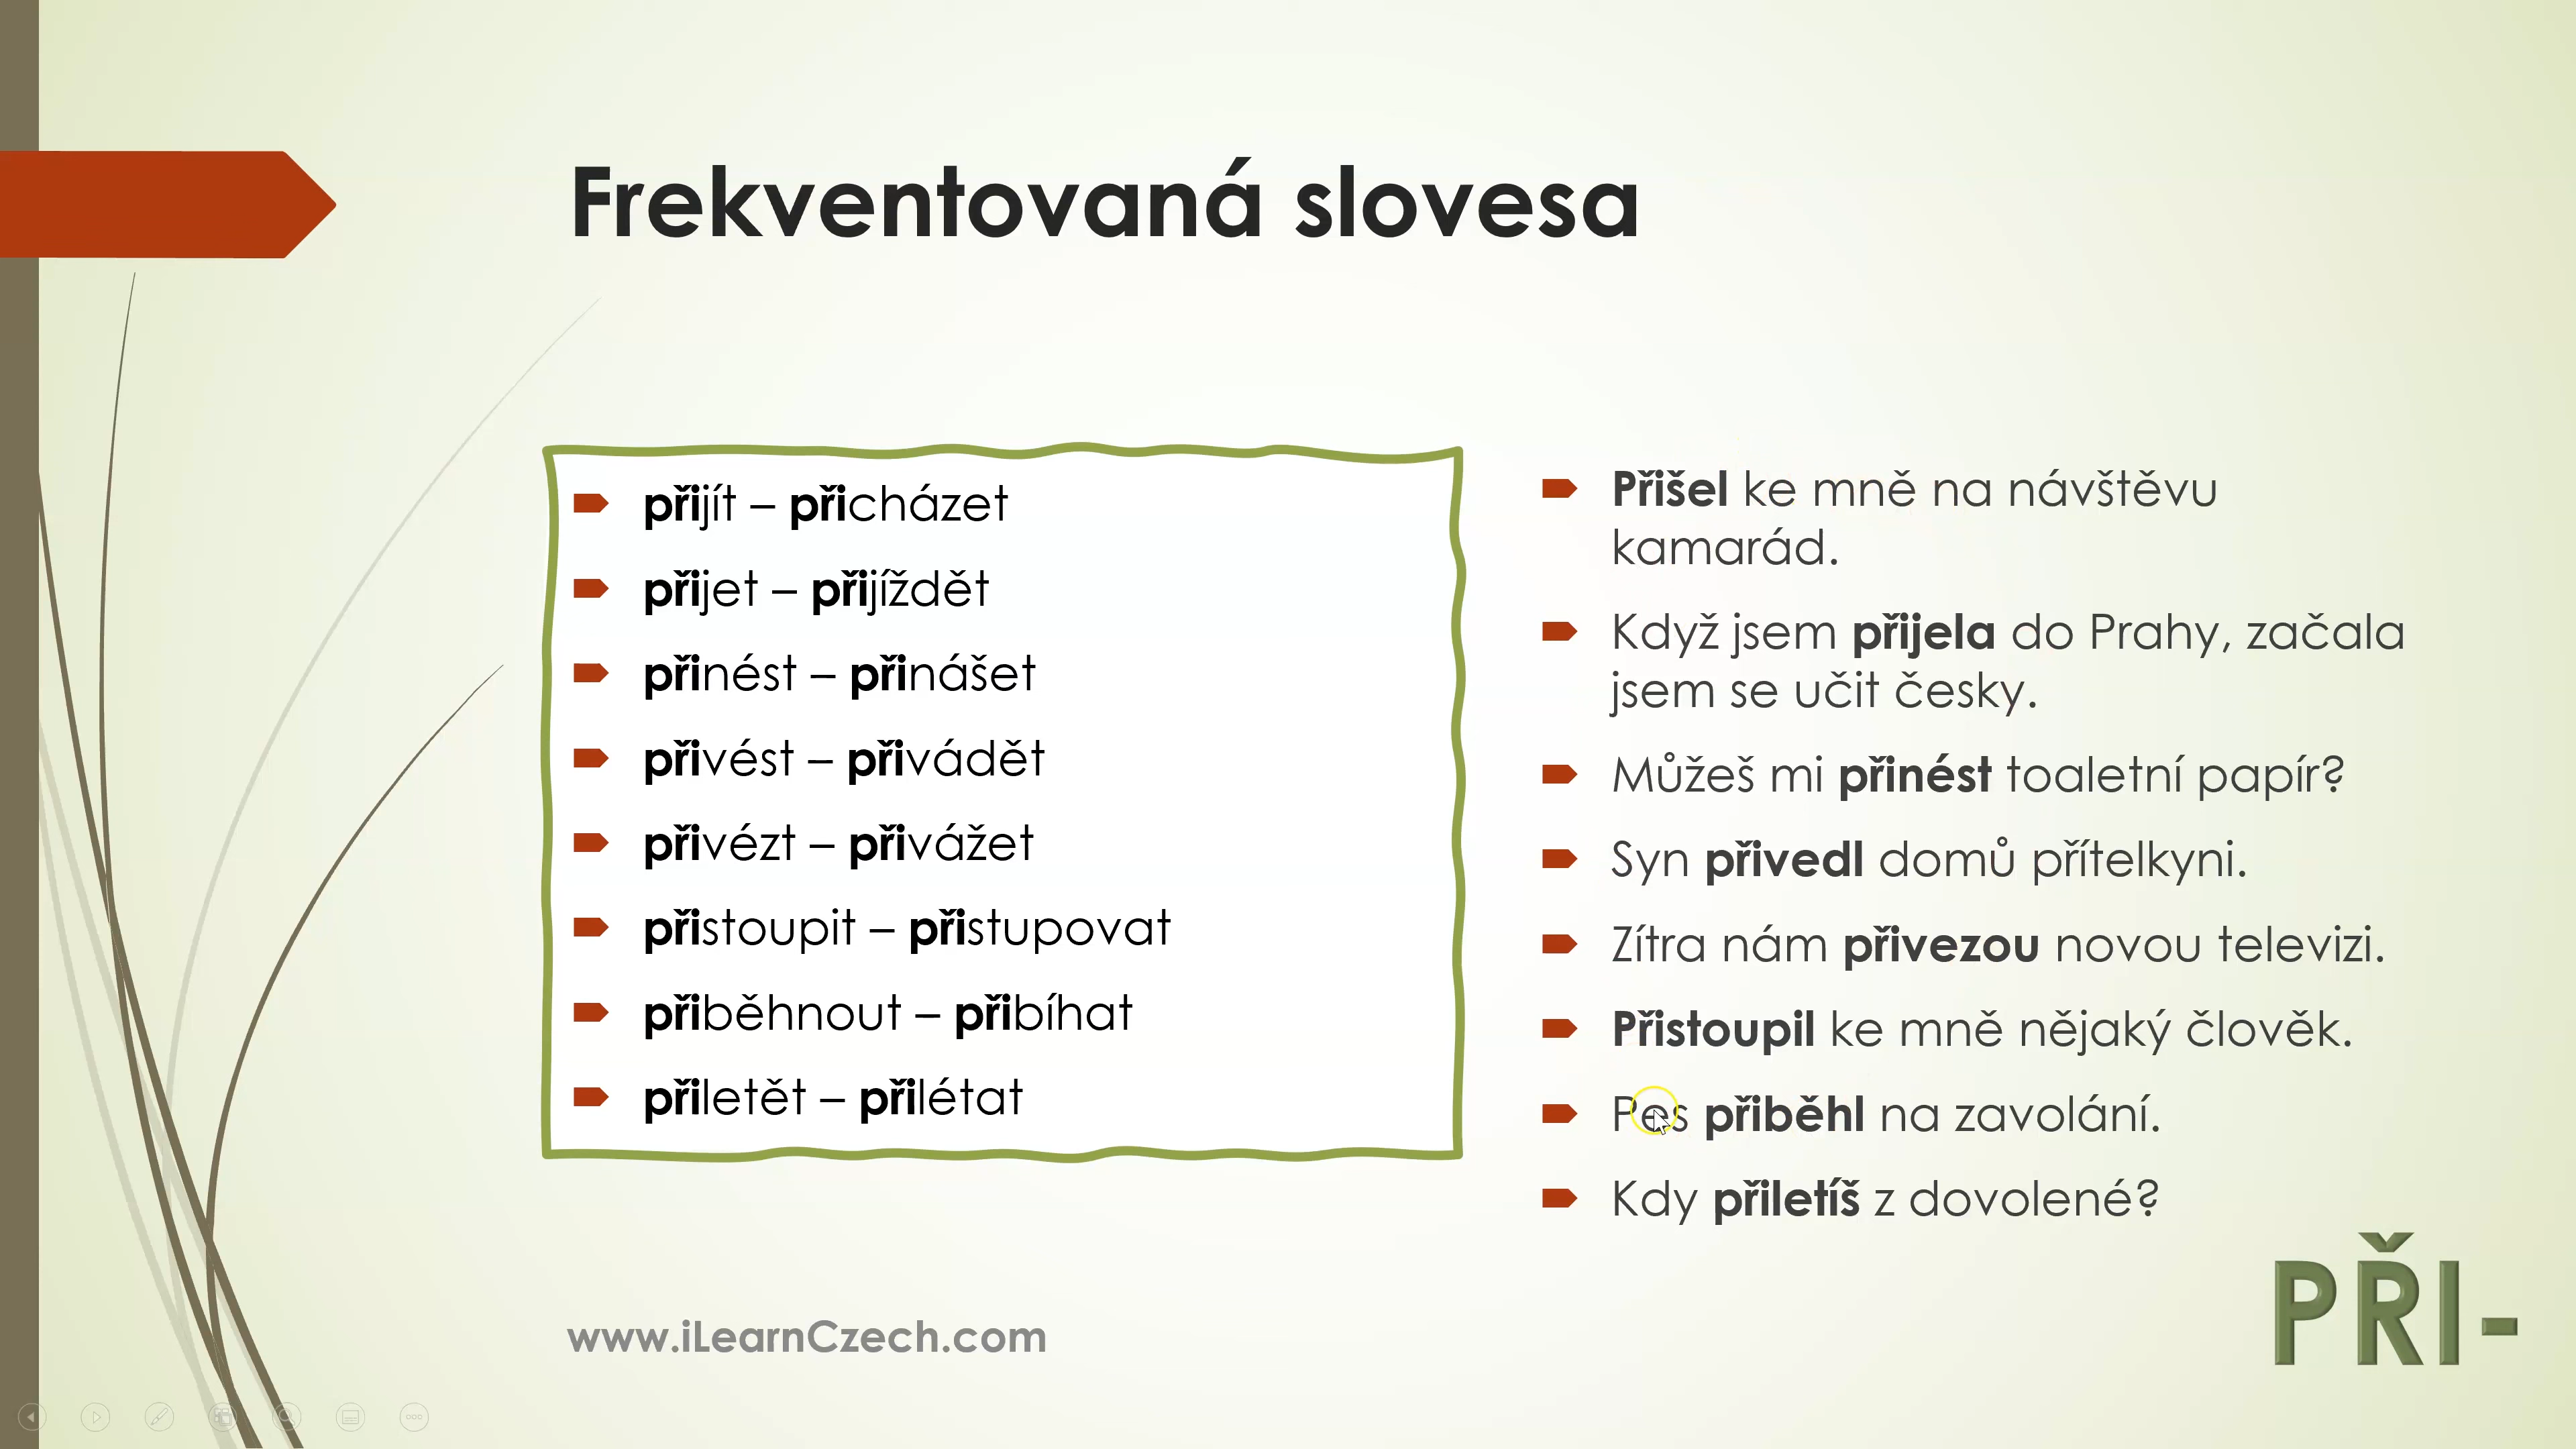 Frekventovaná slovesa
přijít – přicházet
přijet – přijíždět
přinést – přinášet
přivést – přivádět
přivézt – přivážet
přistoupit – přistupovat
přiběhnout – přibíhat
přiletět – přilétat
Přišel ke mně na návštěvu
kamarád.
Když jsem přijela do Prahy, začala
jsem se učit česky.
Můžeš mi přinést toaletní papír?
Syn přivedl domů přítelkyni.
Zítra nám přivezou novou televizi.
Přistoupil ke mně nějaký člověk.
Pes přiběhl na zavolání.
Kdy přiletíš z dovolené?
PŘI-
www.iLearnCzech.com